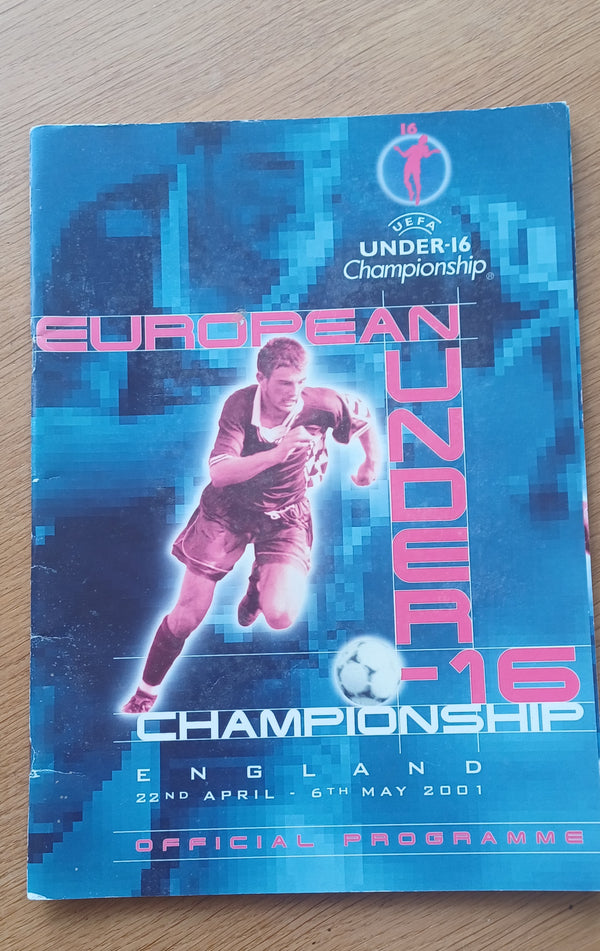 16
UEFA
UNDER-16
Championship®
EUROPEAN
UNDER
-16
CHAMPIONSHIP
ENGLAND
22ND APRIL - 6TH MAY 2001
OFFICIAL PROGRAMME